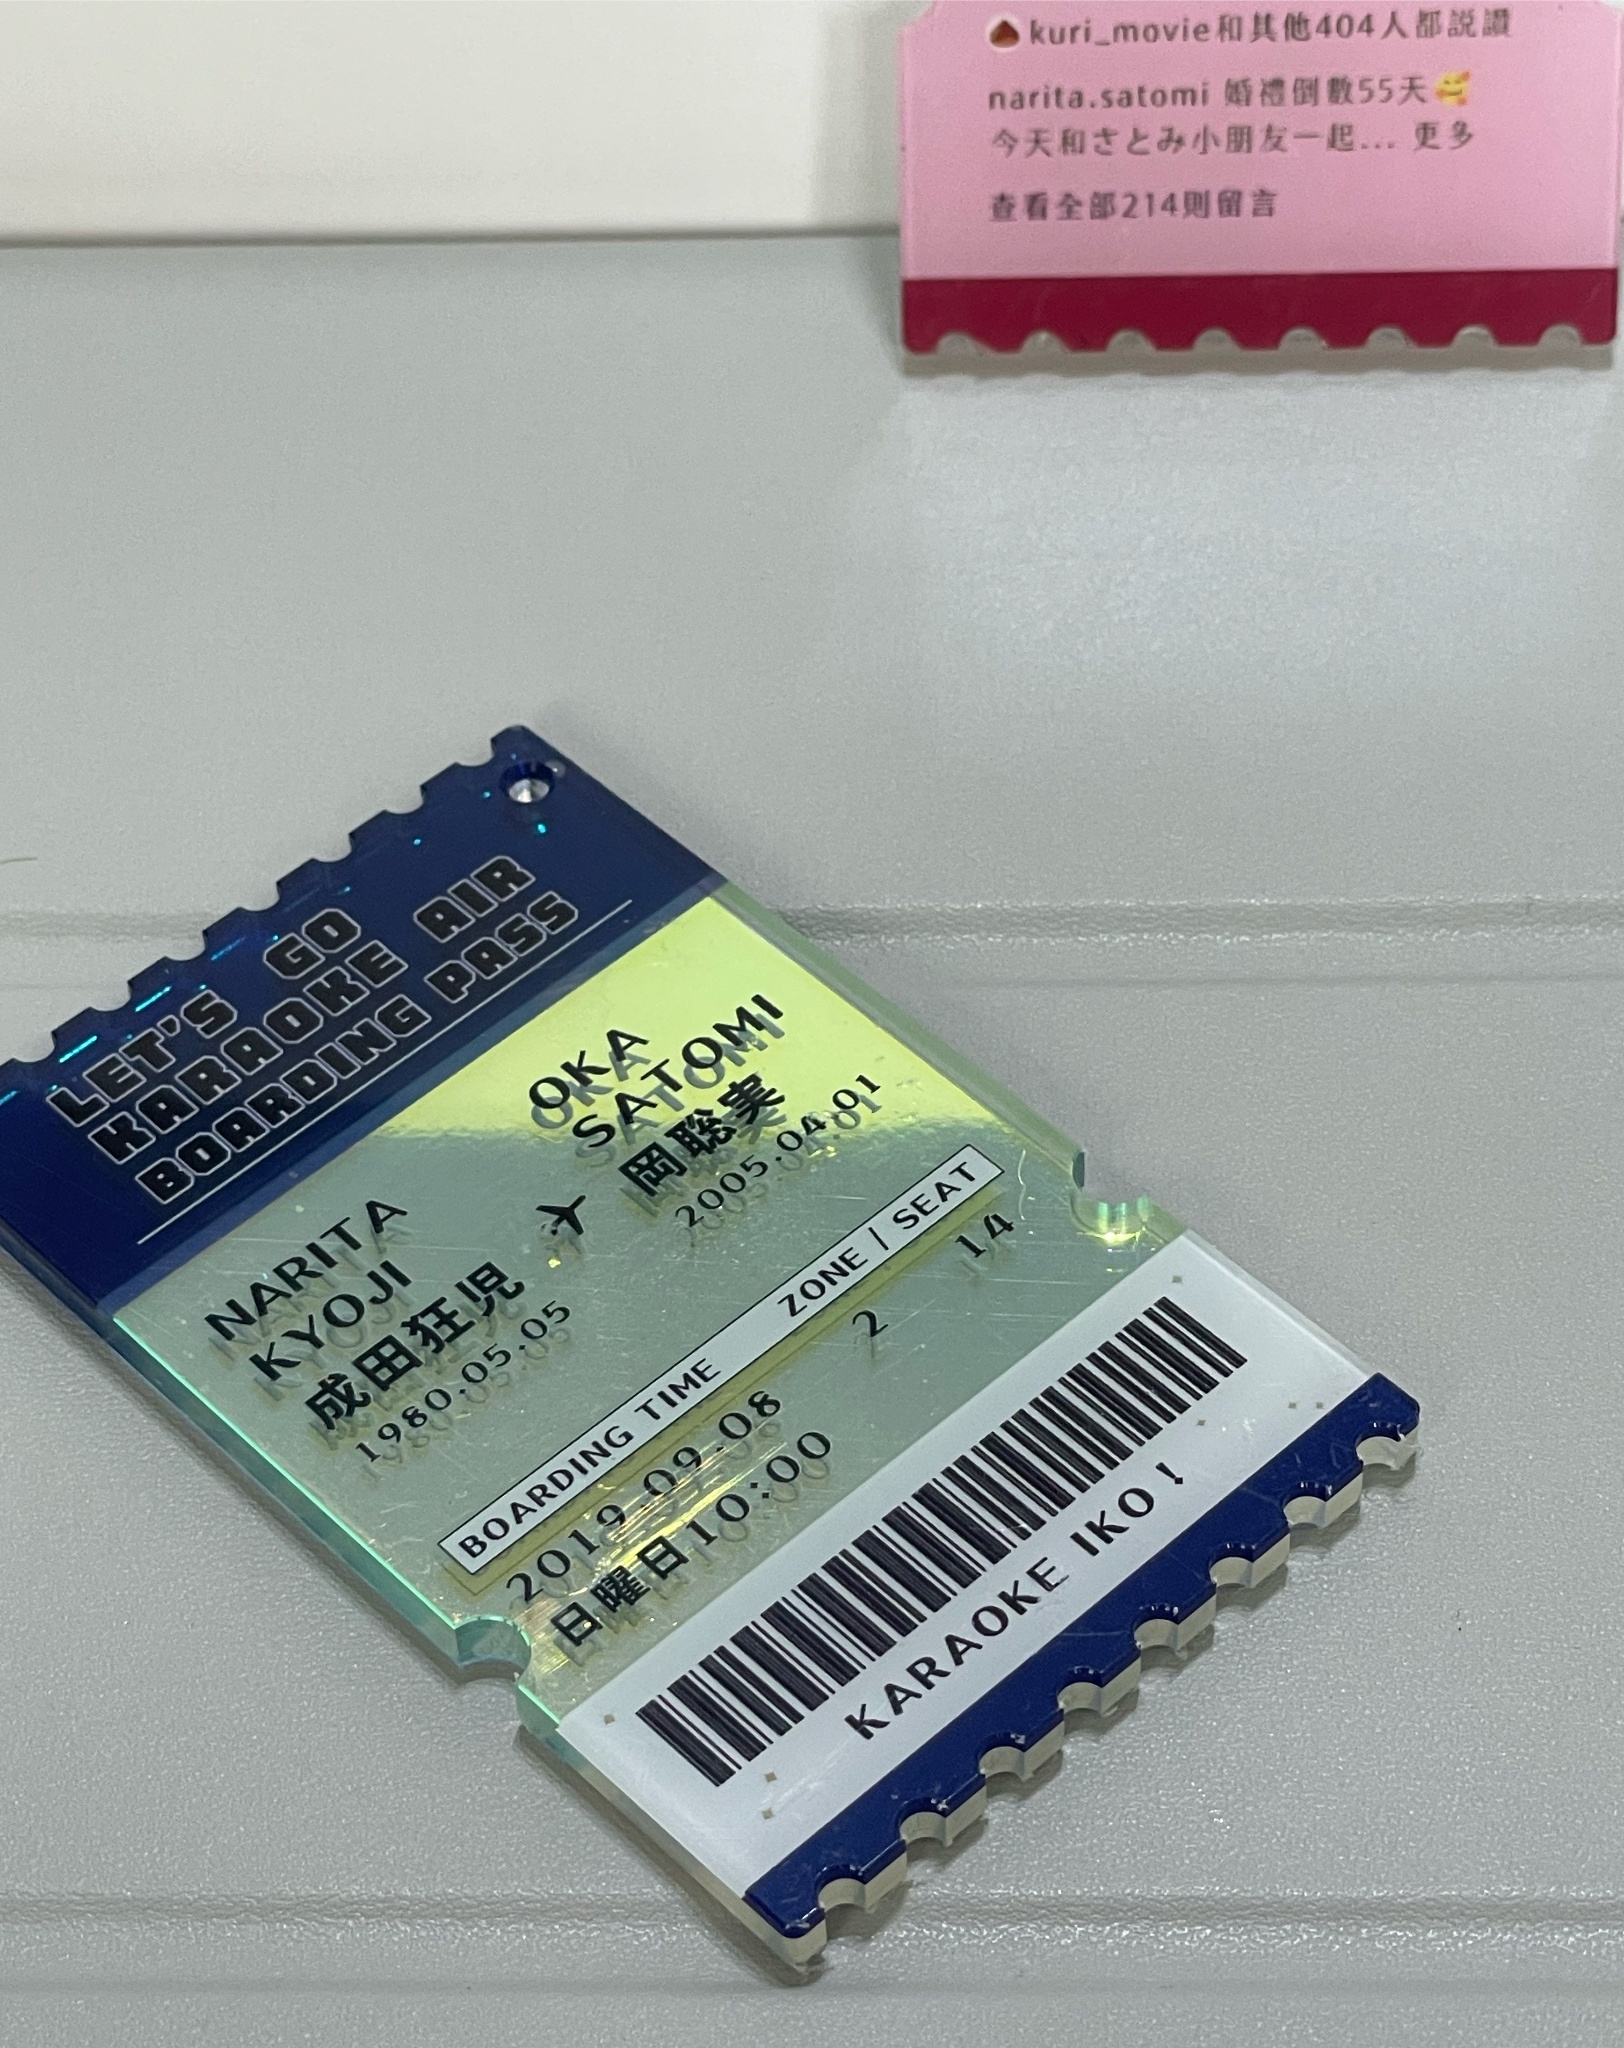 kuri_movie和其他404人都說讚
narita.satomi 婚禮倒數55天🥰
今天和さとみ小朋友一起... 更多
查看全部214則留言
LET'S GO
KARAOKE AIR
BOARDING PASS
NARITA
KYOJI
成田狂児
1980.05.05
OKA
SATOMI
岡聡実
2005.04.01
BOARDING TIME ZONE / SEAT
2019.09.08 2 14
日曜日10:00
KARAOKE IKO !